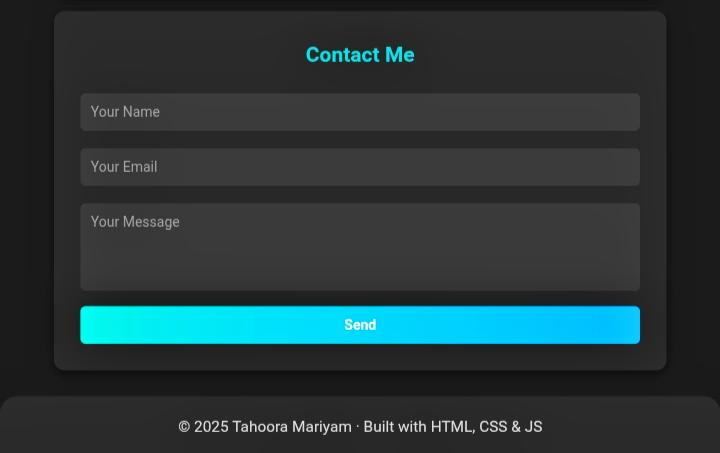 Contact Me
Your Name
Your Email
Your Message
Send
© 2025 Tahoora Mariyam · Built with HTML, CSS & JS